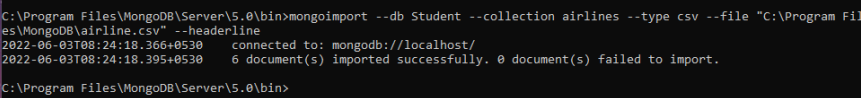 C:\Program Files\MongoDB\Server\5.0\bin>mongoimport --db Student --collection airlines --type csv --file "C:\Program Fil
es\MongoDB\airline.csv" --headerline
2022-06-03T08:24:18.366+0530    connected to: mongodb://localhost/
2022-06-03T08:24:18.395+0530    6 document(s) imported successfully. 0 document(s) failed to import.
C:\Program Files\MongoDB\Server\5.0\bin>